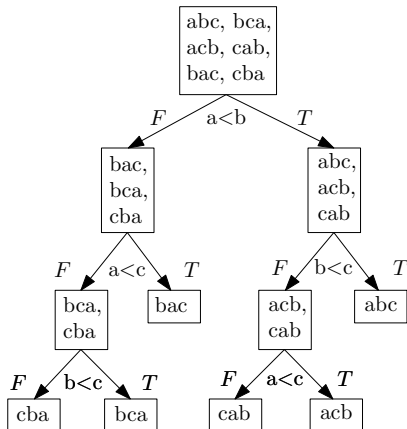 abc, bca,
acb, cab,
bac, cba
F a<b T
bac,
bca,
cba
abc,
acb,
cab
F a<c T
F b<c T
bca,
cba
bac
acb,
cab
abc
F b<c T
F a<c T
cba
bca
cab
acb